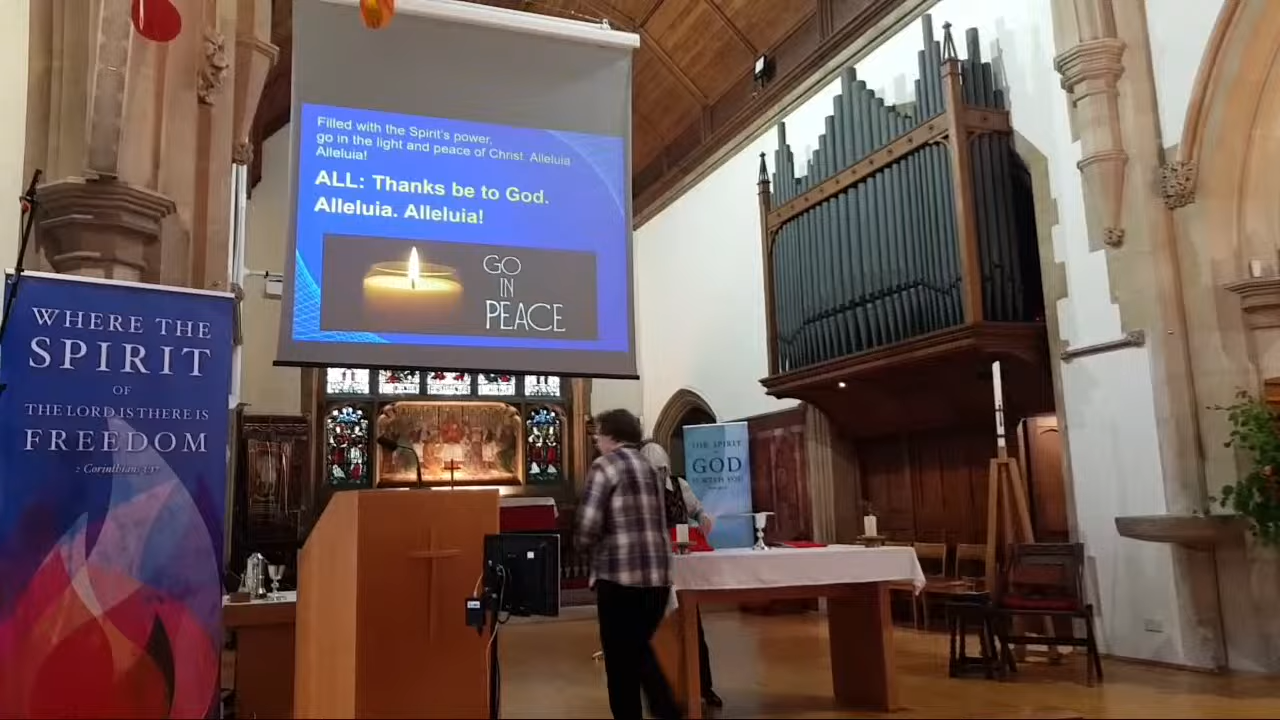 Filled with the Spirit's power,
go in the light and peace of Christ. Alleluia
Alleluia!
ALL: Thanks be to God.
Alleluia. Alleluia!
GO
IN
PEACE
WHERE THE
SPIRIT
OF
THE LORD IS THERE IS
FREEDOM
2 Corinthians 3:17
THE SPIRIT
GOD